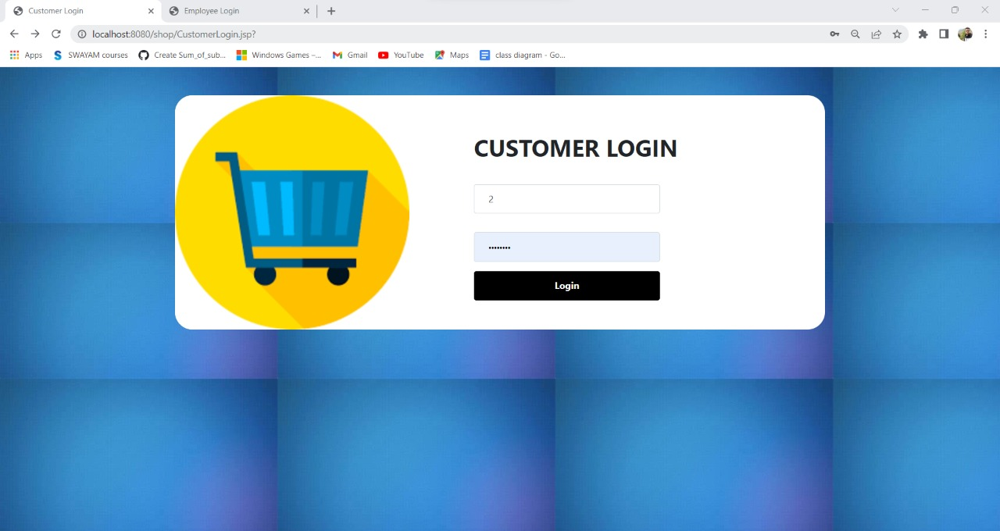 Customer Login
Employee Login
localhost:8080/shop/CustomerLogin.jsp?
Apps
SWAYAM courses
Create Sum_of_sub...
Windows Games –...
Gmail
YouTube
Maps
class diagram - Go...
CUSTOMER LOGIN
2
••••••••
Login